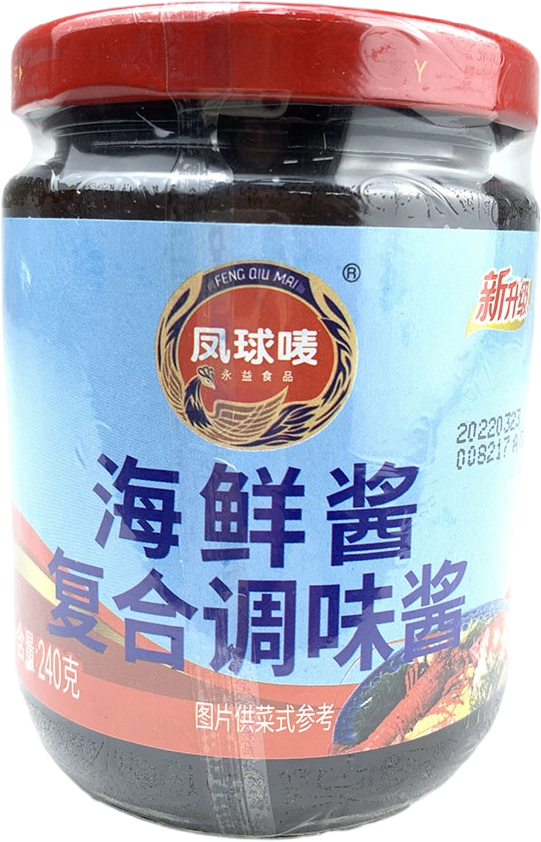 FENG QIU MAI
®
凤球唛
永益食品
新升级
20220323
008217A
海鲜酱
复合调味酱
含量:240克
图片供菜式参考